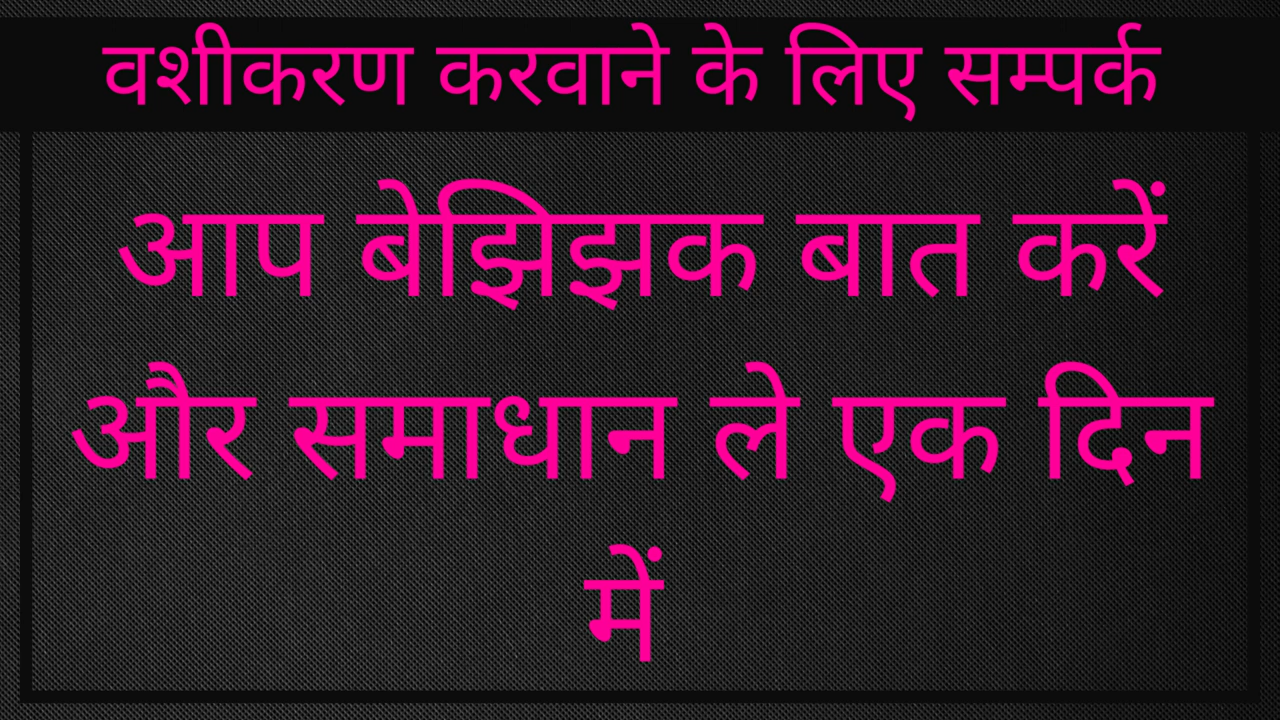 वशीकरण करवाने के लिए सम्पर्क
आप बेझिझक बात करें
और समाधान ले एक दिन
में